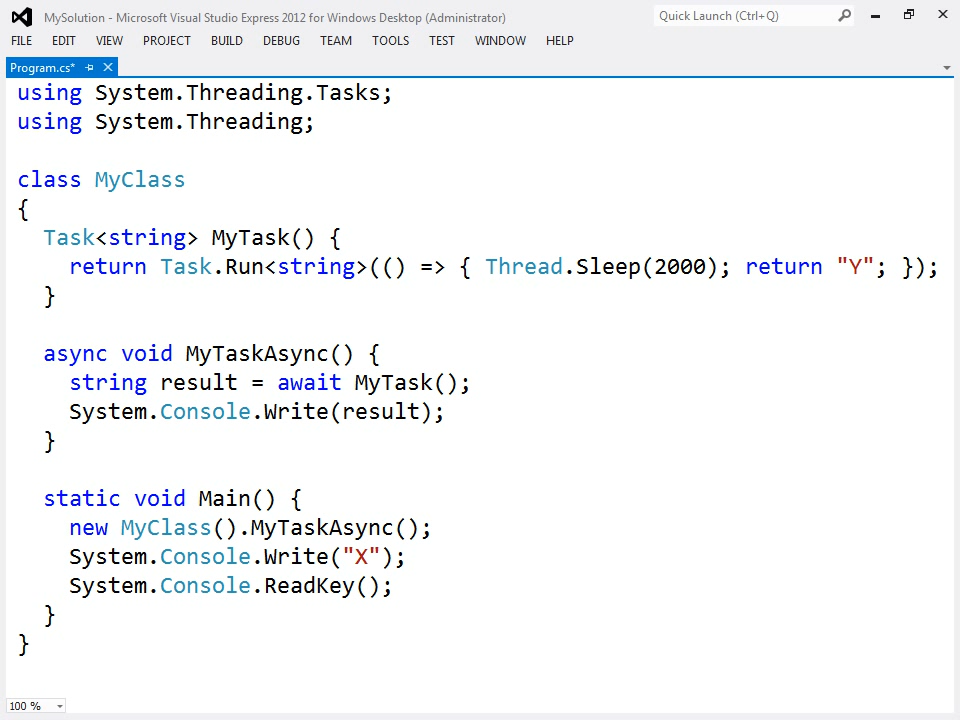 MySolution - Microsoft Visual Studio Express 2012 for Windows Desktop (Administrator)
Quick Launch (Ctrl+Q)
FILE EDIT VIEW PROJECT BUILD DEBUG TEAM TOOLS TEST WINDOW HELP
Program.cs*
using System.Threading.Tasks;
using System.Threading;
class MyClass
{
Task<string> MyTask() {
return Task.Run<string>(() => { Thread.Sleep(2000); return "Y"; });
}
async void MyTaskAsync() {
string result = await MyTask();
System.Console.Write(result);
}
static void Main() {
new MyClass().MyTaskAsync();
System.Console.Write("X");
System.Console.ReadKey();
}
}
100 %